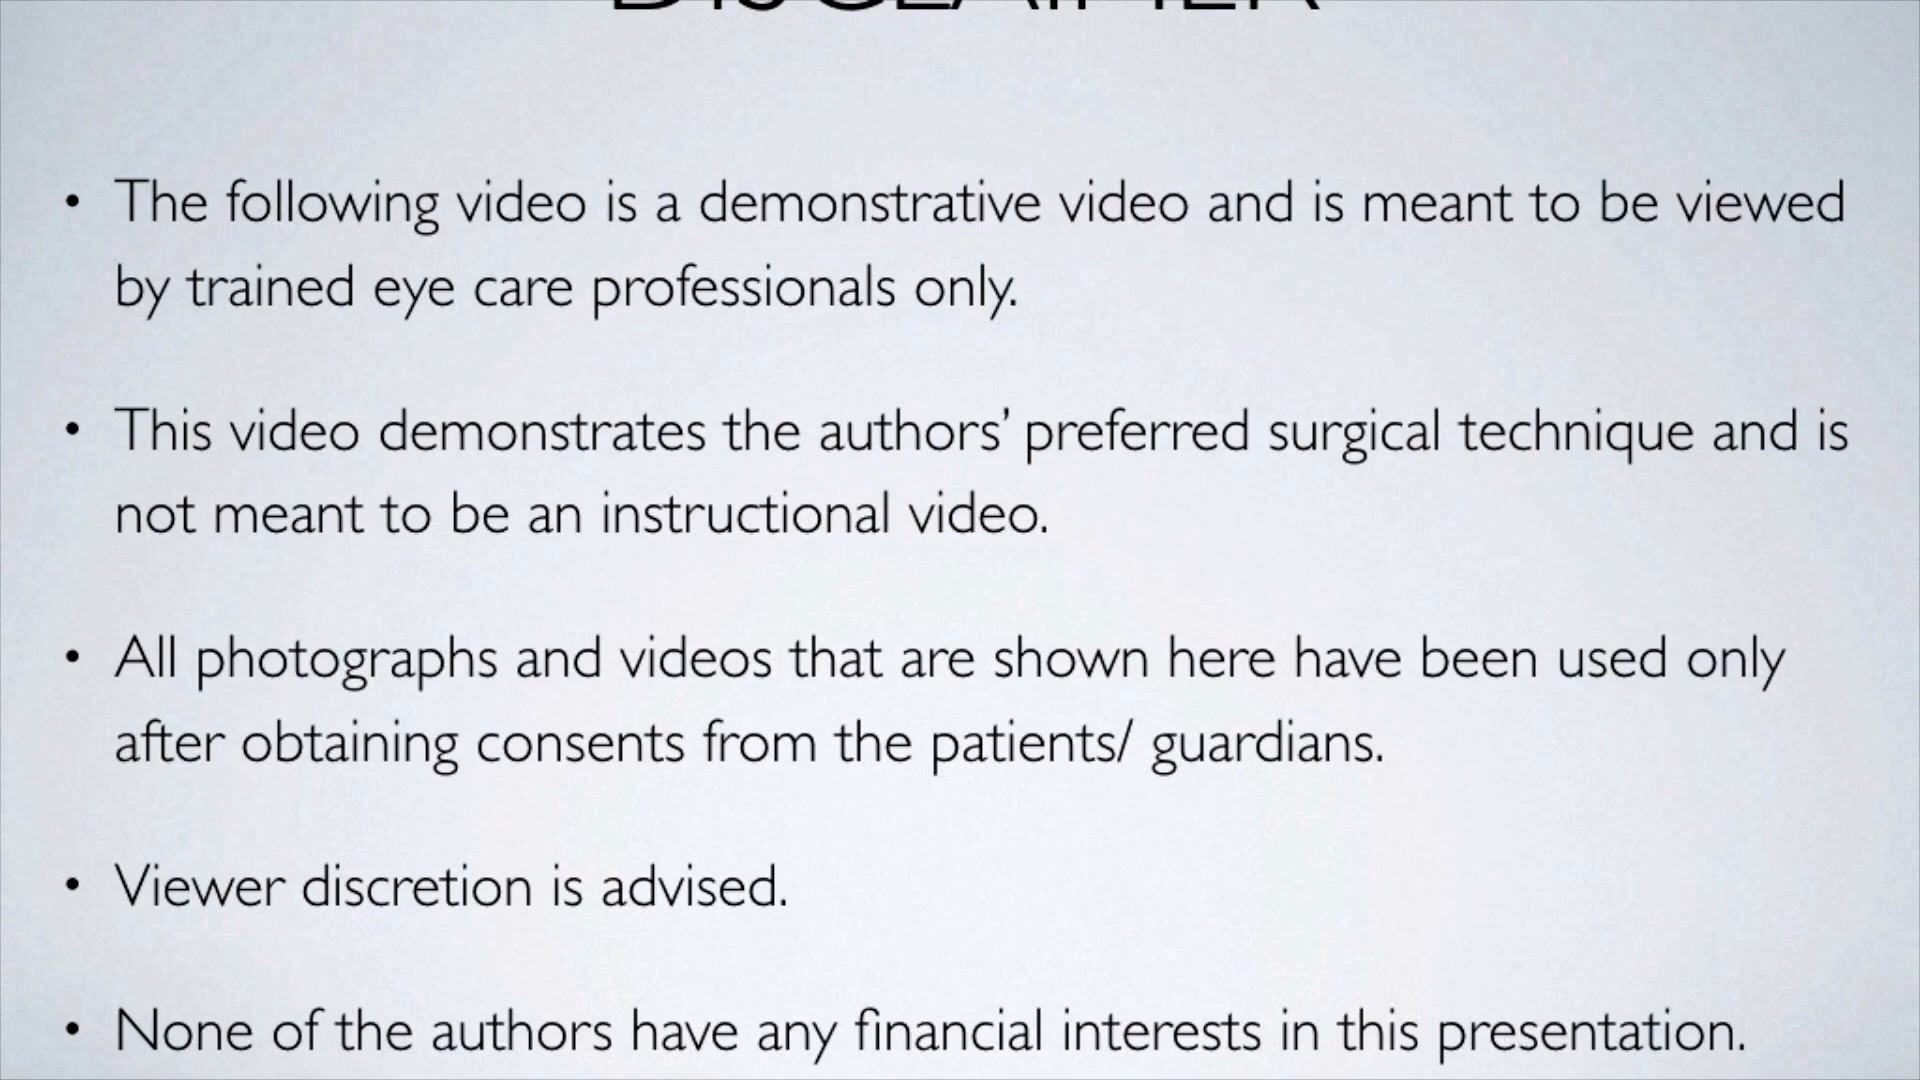 DISCLAIMER
• The following video is a demonstrative video and is meant to be viewed
by trained eye care professionals only.
• This video demonstrates the authors’ preferred surgical technique and is
not meant to be an instructional video.
• All photographs and videos that are shown here have been used only
after obtaining consents from the patients/ guardians.
• Viewer discretion is advised.
• None of the authors have any financial interests in this presentation.